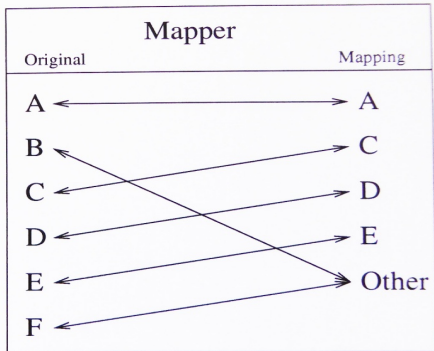 Mapper
Original Mapping
A A
B C
C D
D E
E Other
F